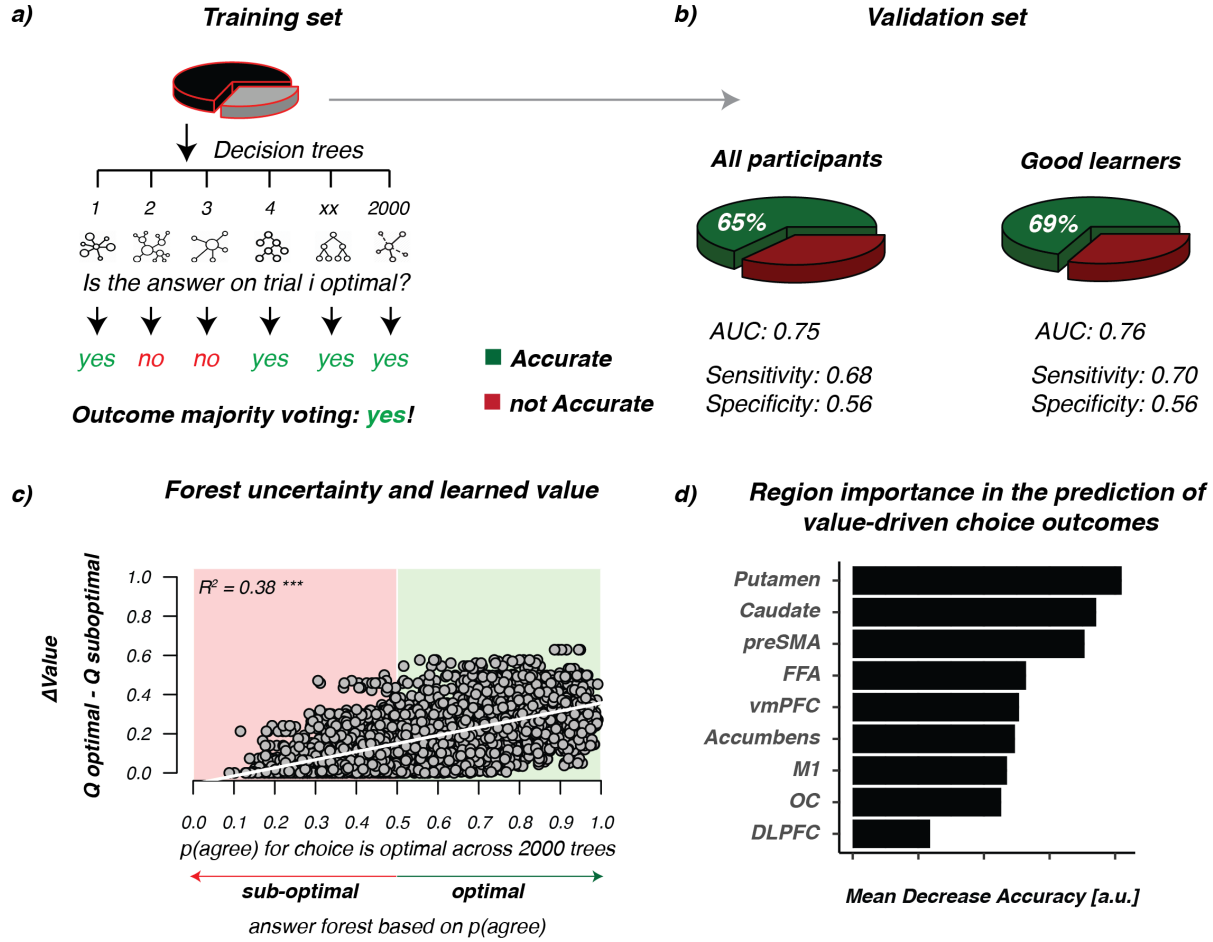 a)
Training set
Decision trees
1 2 3 4 xx 2000
Is the answer on trial i optimal?
yes no no yes yes yes
Outcome majority voting: yes!
Accurate
not Accurate
b)
Validation set
All participants
65%
AUC: 0.75
Sensitivity: 0.68
Specificity: 0.56
Good learners
69%
AUC: 0.76
Sensitivity: 0.70
Specificity: 0.56
c)
Forest uncertainty and learned value
ΔValue
Q optimal - Q suboptimal
R² = 0.38 ***
1.0
0.8
0.6
0.4
0.2
0.0
0.0 0.1 0.2 0.3 0.4 0.5 0.6 0.7 0.8 0.9 1.0
p(agree) for choice is optimal across 2000 trees
sub-optimal optimal
answer forest based on p(agree)
d)
Region importance in the prediction of
value-driven choice outcomes
Putamen
Caudate
preSMA
FFA
vmPFC
Accumbens
M1
OC
DLPFC
Mean Decrease Accuracy [a.u.]